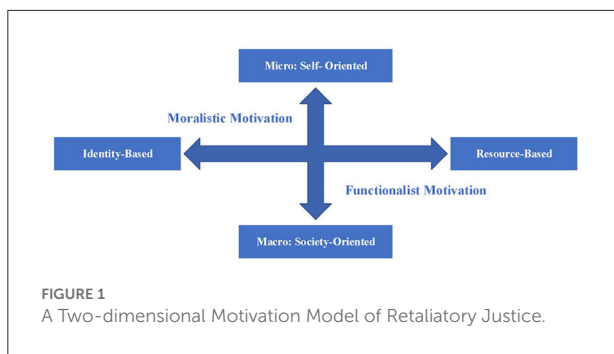 Micro: Self- Oriented
Moralistic Motivation
Identity-Based
Resource-Based
Functionalist Motivation
Macro: Society-Oriented
FIGURE 1
A Two-dimensional Motivation Model of Retaliatory Justice.